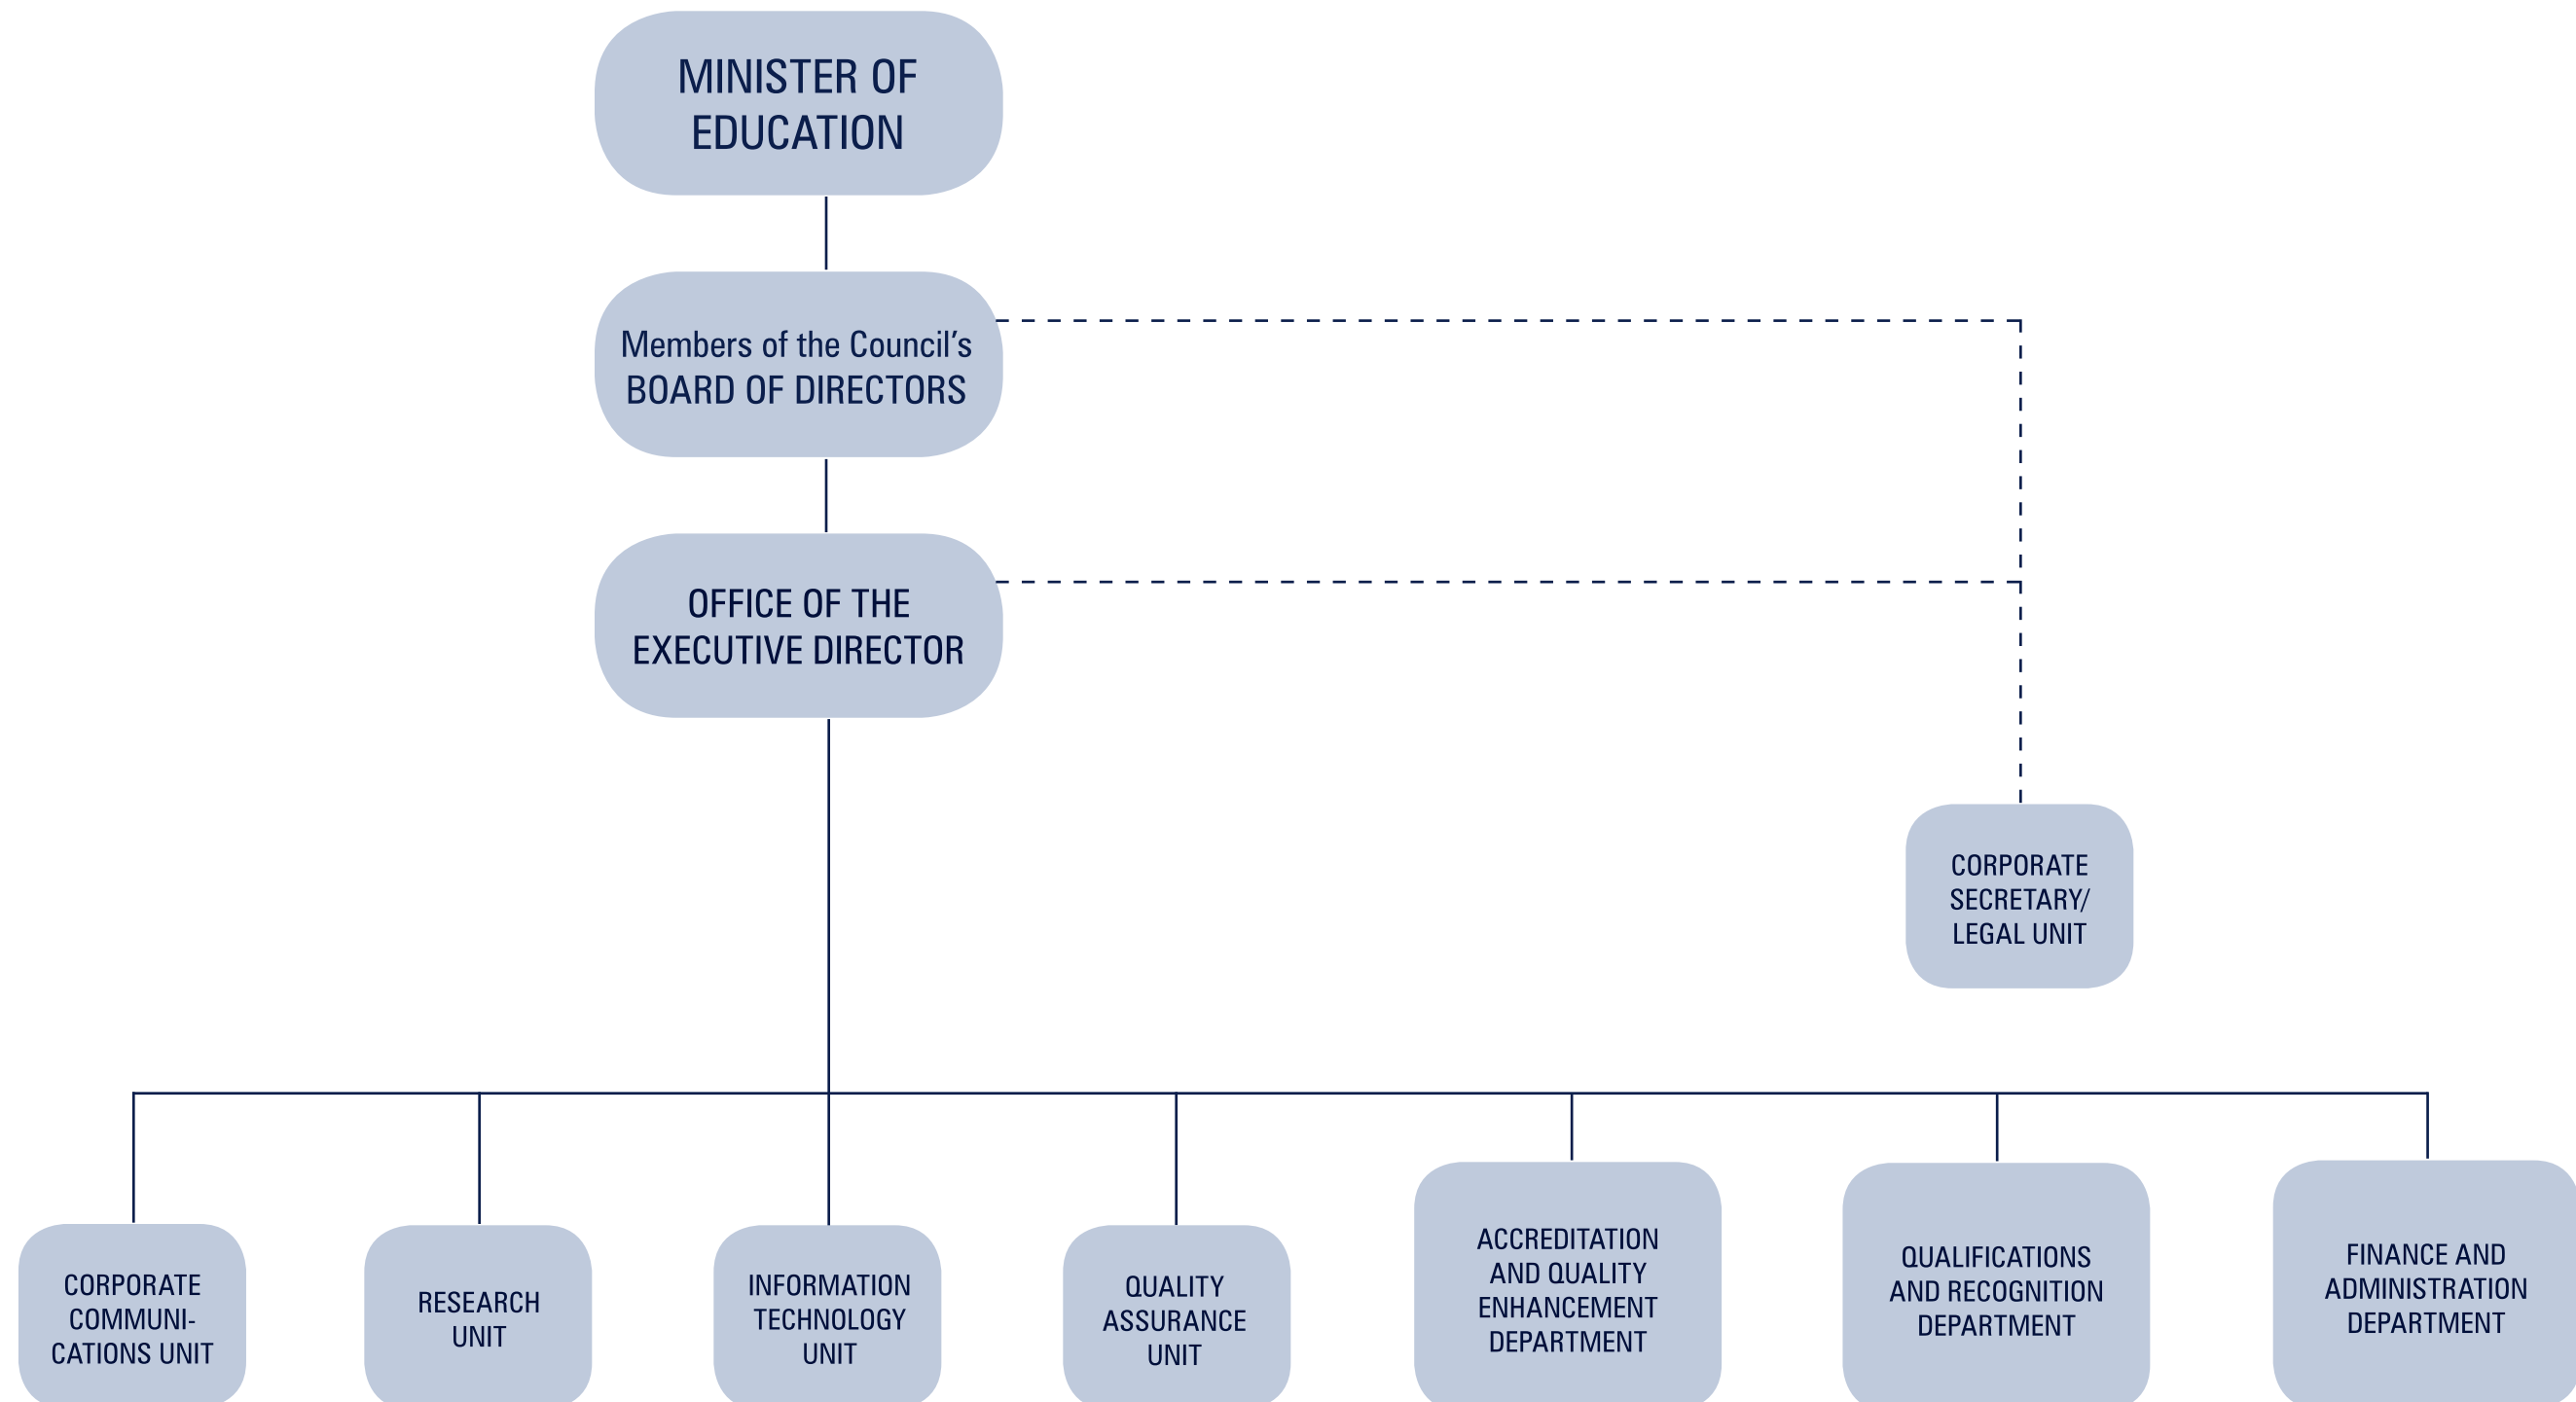 MINISTER OF
EDUCATION
Members of the Council’s
BOARD OF DIRECTORS
OFFICE OF THE
EXECUTIVE DIRECTOR
CORPORATE
SECRETARY/
LEGAL UNIT
CORPORATE
COMMUNI-
CATIONS UNIT
RESEARCH
UNIT
INFORMATION
TECHNOLOGY
UNIT
QUALITY
ASSURANCE
UNIT
ACCREDITATION
AND QUALITY
ENHANCEMENT
DEPARTMENT
QUALIFICATIONS
AND RECOGNITION
DEPARTMENT
FINANCE AND
ADMINISTRATION
DEPARTMENT